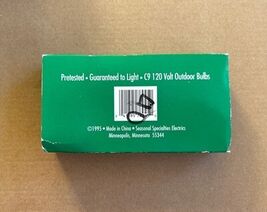 Pretested • Guaranteed to Light • C9 120 Volt Outdoor Bulbs
©1995 • Made in China • Seasonal Specialties Electrics
Minneapolis, Minnesota 55344